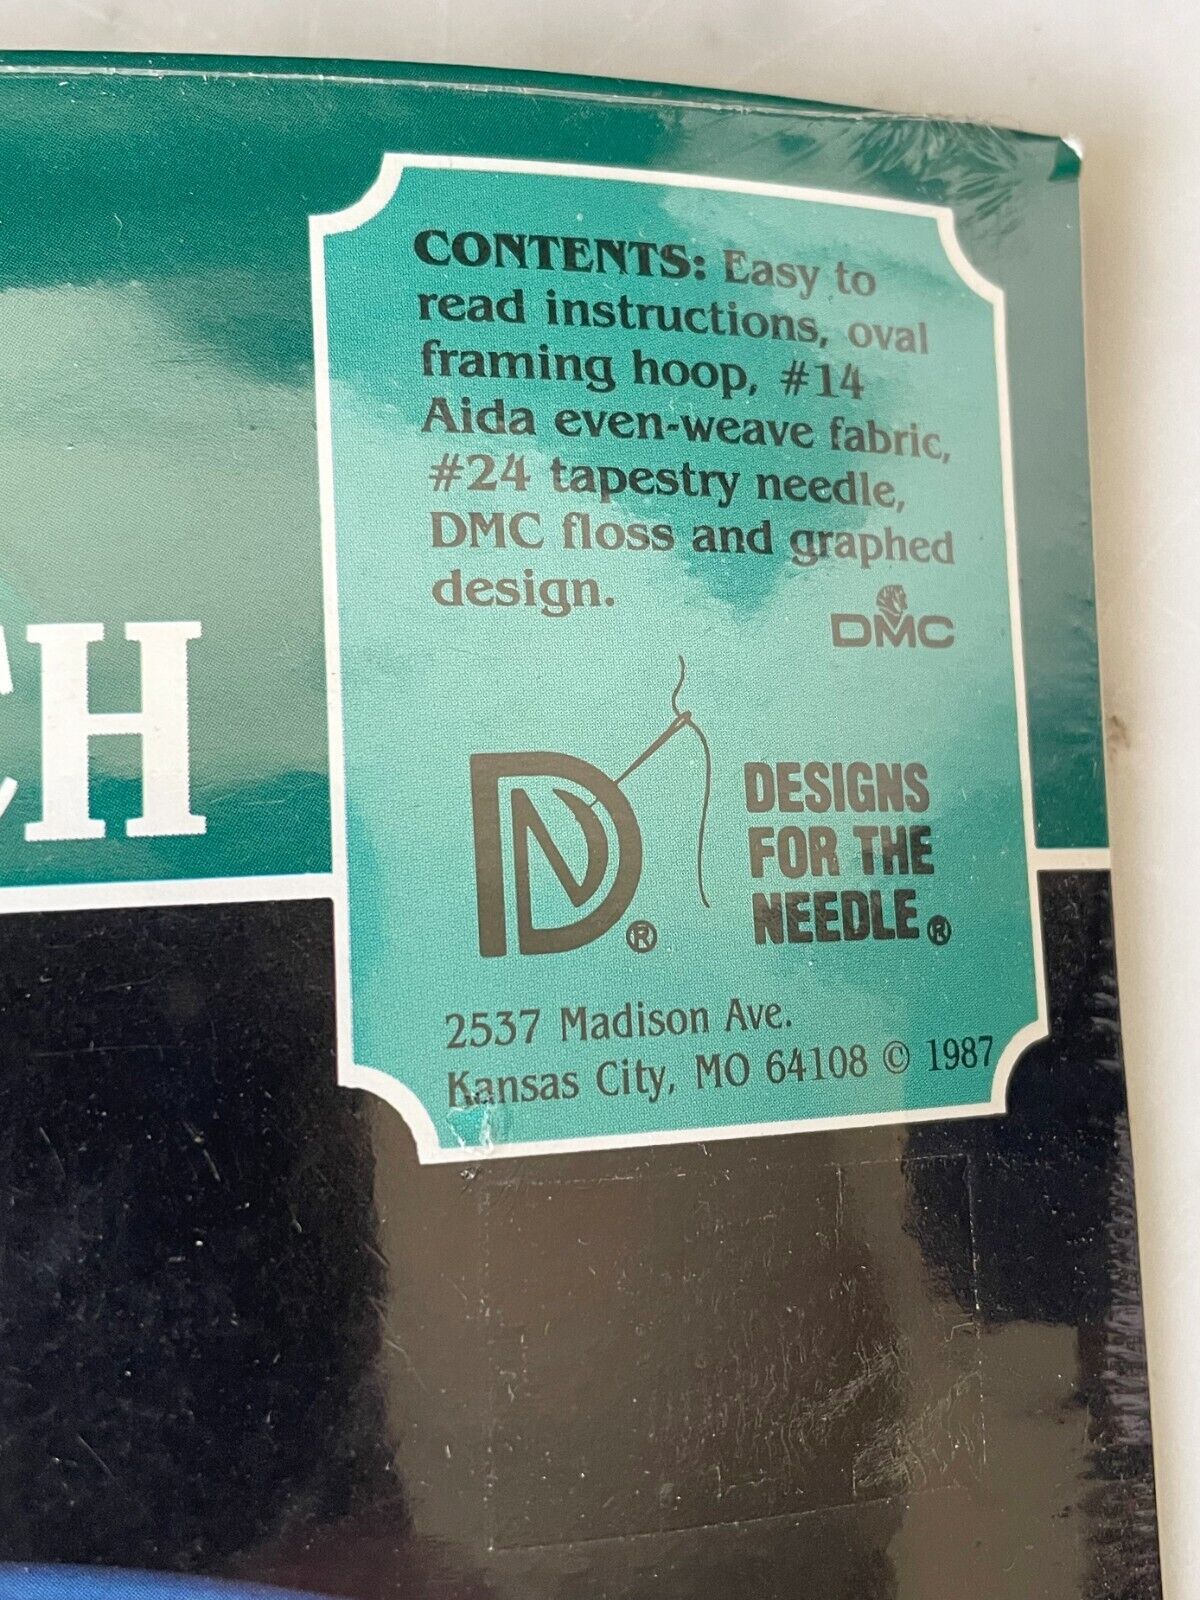 CONTENTS: Easy to
read instructions, oval
framing hoop, #14
Aida even-weave fabric,
#24 tapestry needle,
DMC floss and graphed
design.
DMC
CH
DN®
DESIGNS
FOR THE
NEEDLE®
2537 Madison Ave.
Kansas City, MO 64108 © 1987